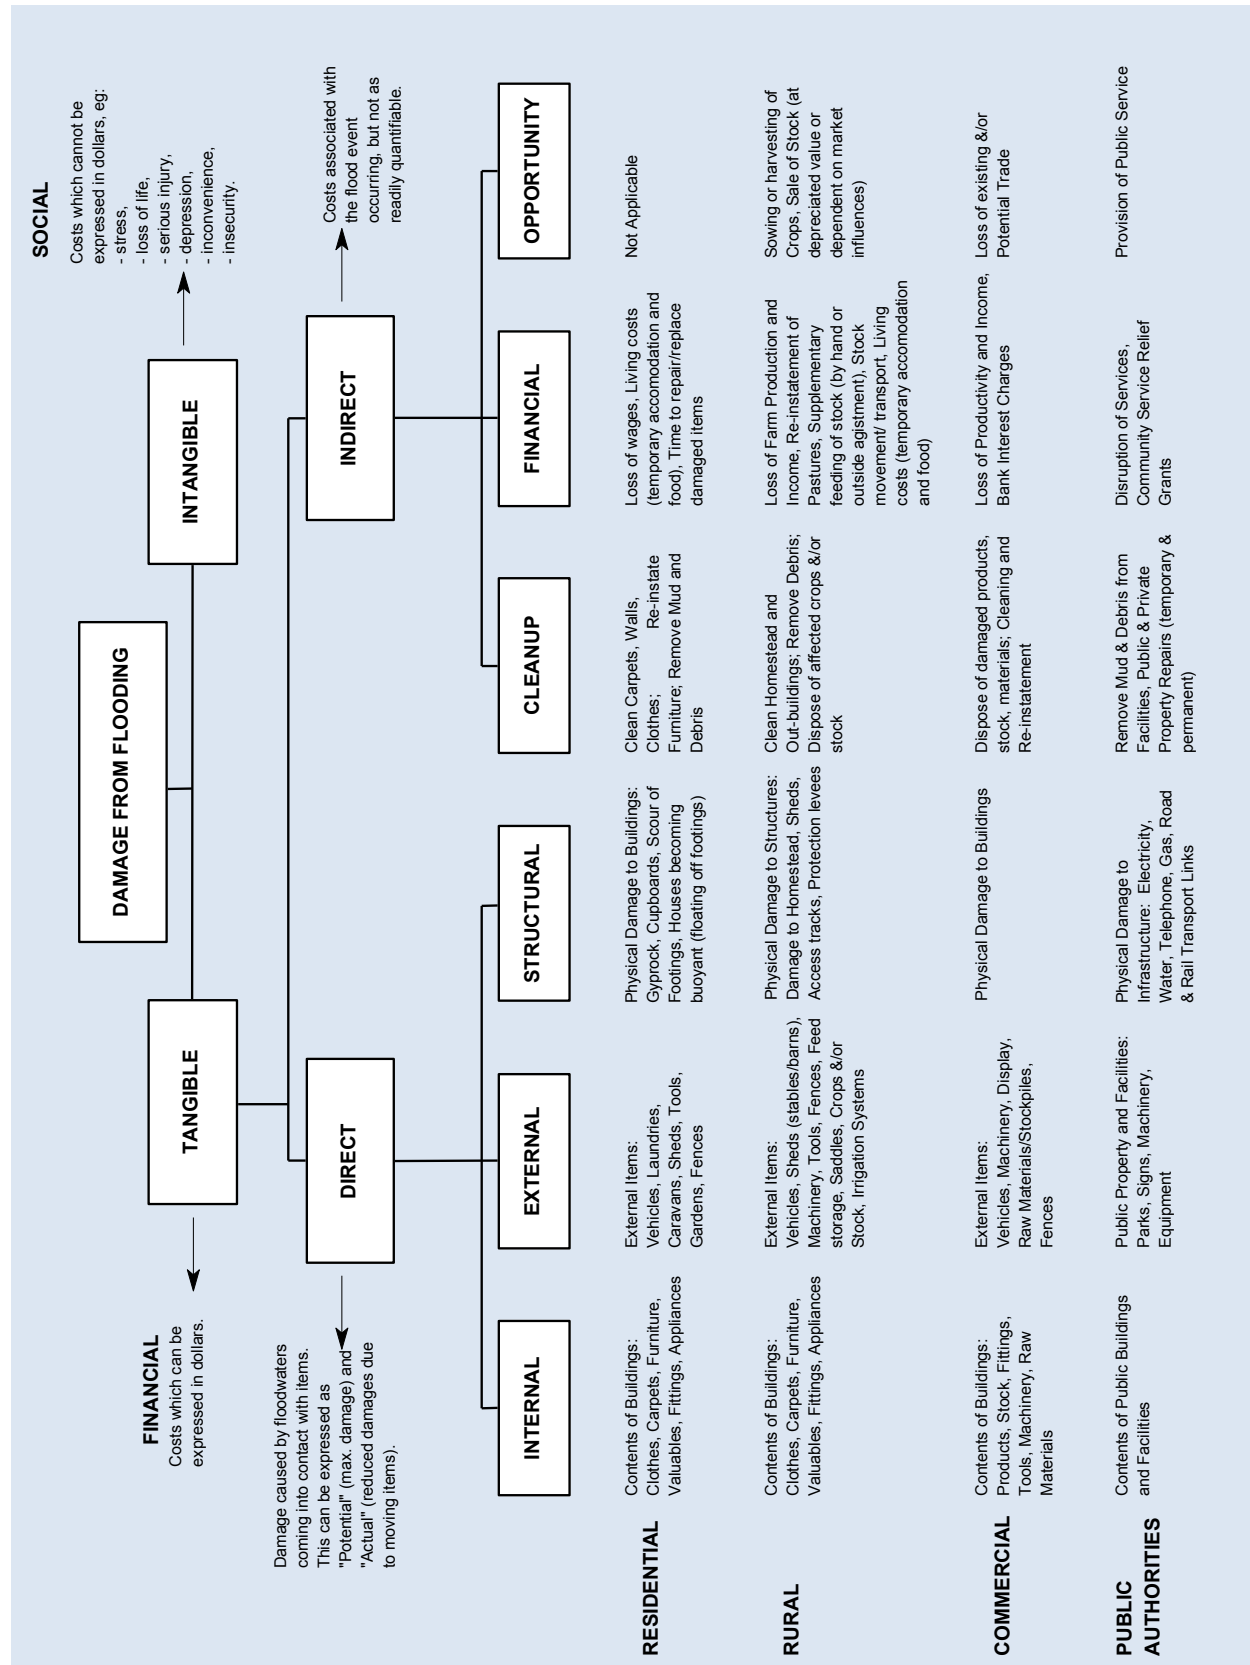 DAMAGE FROM FLOODING
FINANCIAL
Costs which can be
expressed in dollars.
TANGIBLE
INTANGIBLE
SOCIAL
Costs which cannot be
expressed in dollars, eg:
- stress,
- loss of life,
- serious injury,
- depression,
- inconvenience,
- insecurity.
Damage caused by floodwaters
coming into contact with items.
This can be expressed as
"Potential" (max. damage) and
"Actual" (reduced damages due
to moving items).
DIRECT
INDIRECT
Costs associated with
the flood event
occurring, but not as
readily quantifiable.
INTERNAL
EXTERNAL
STRUCTURAL
CLEANUP
FINANCIAL
OPPORTUNITY
RESIDENTIAL
Contents of Buildings:
Clothes, Carpets, Furniture,
Valuables, Fittings, Appliances
External Items:
Vehicles, Laundries,
Caravans, Sheds, Tools,
Gardens, Fences
Physical Damage to Buildings:
Gyprock, Cupboards, Scour of
Footings, Houses becoming
buoyant (floating off footings)
Clean Carpets, Walls,
Clothes; Re-instate
Furniture; Remove Mud and
Debris
Loss of wages, Living costs
(temporary accomodation and
food), Time to repair/replace
damaged items
Not Applicable
RURAL
Contents of Buildings:
Clothes, Carpets, Furniture,
Valuables, Fittings, Appliances
External Items:
Vehicles, Sheds (stables/barns),
Machinery, Tools, Fences, Feed
storage, Saddles, Crops &/or
Stock, Irrigation Systems
Physical Damage to Structures:
Damage to Homestead, Sheds,
Access tracks, Protection levees
Clean Homestead and
Out-buildings; Remove Debris;
Dispose of affected crops &/or
stock
Loss of Farm Production and
Income, Re-instatement of
Pastures, Supplementary
feeding of stock (by hand or
outside agistment), Stock
movement/ transport, Living
costs (temporary accomodation
and food)
Sowing or harvesting of
Crops, Sale of Stock (at
depreciated value or
dependent on market
influences)
COMMERCIAL
Contents of Buildings:
Products, Stock, Fittings,
Tools, Machinery, Raw
Materials
External Items:
Vehicles, Machinery, Display,
Raw Materials/Stockpiles,
Fences
Physical Damage to Buildings
Dispose of damaged products,
stock, materials; Cleaning and
Re-instatement
Loss of Productivity and Income,
Bank Interest Charges
Loss of existing &/or
Potential Trade
PUBLIC
AUTHORITIES
Contents of Public Buildings
and Facilities
Public Property and Facilities:
Parks, Signs, Machinery,
Equipment
Physical Damage to
Infrastructure: Electricity,
Water, Telephone, Gas, Road
& Rail Transport Links
Remove Mud & Debris from
Facilities, Public & Private
Property Repairs (temporary &
permanent)
Disruption of Services,
Community Service Relief
Grants
Provision of Public Service